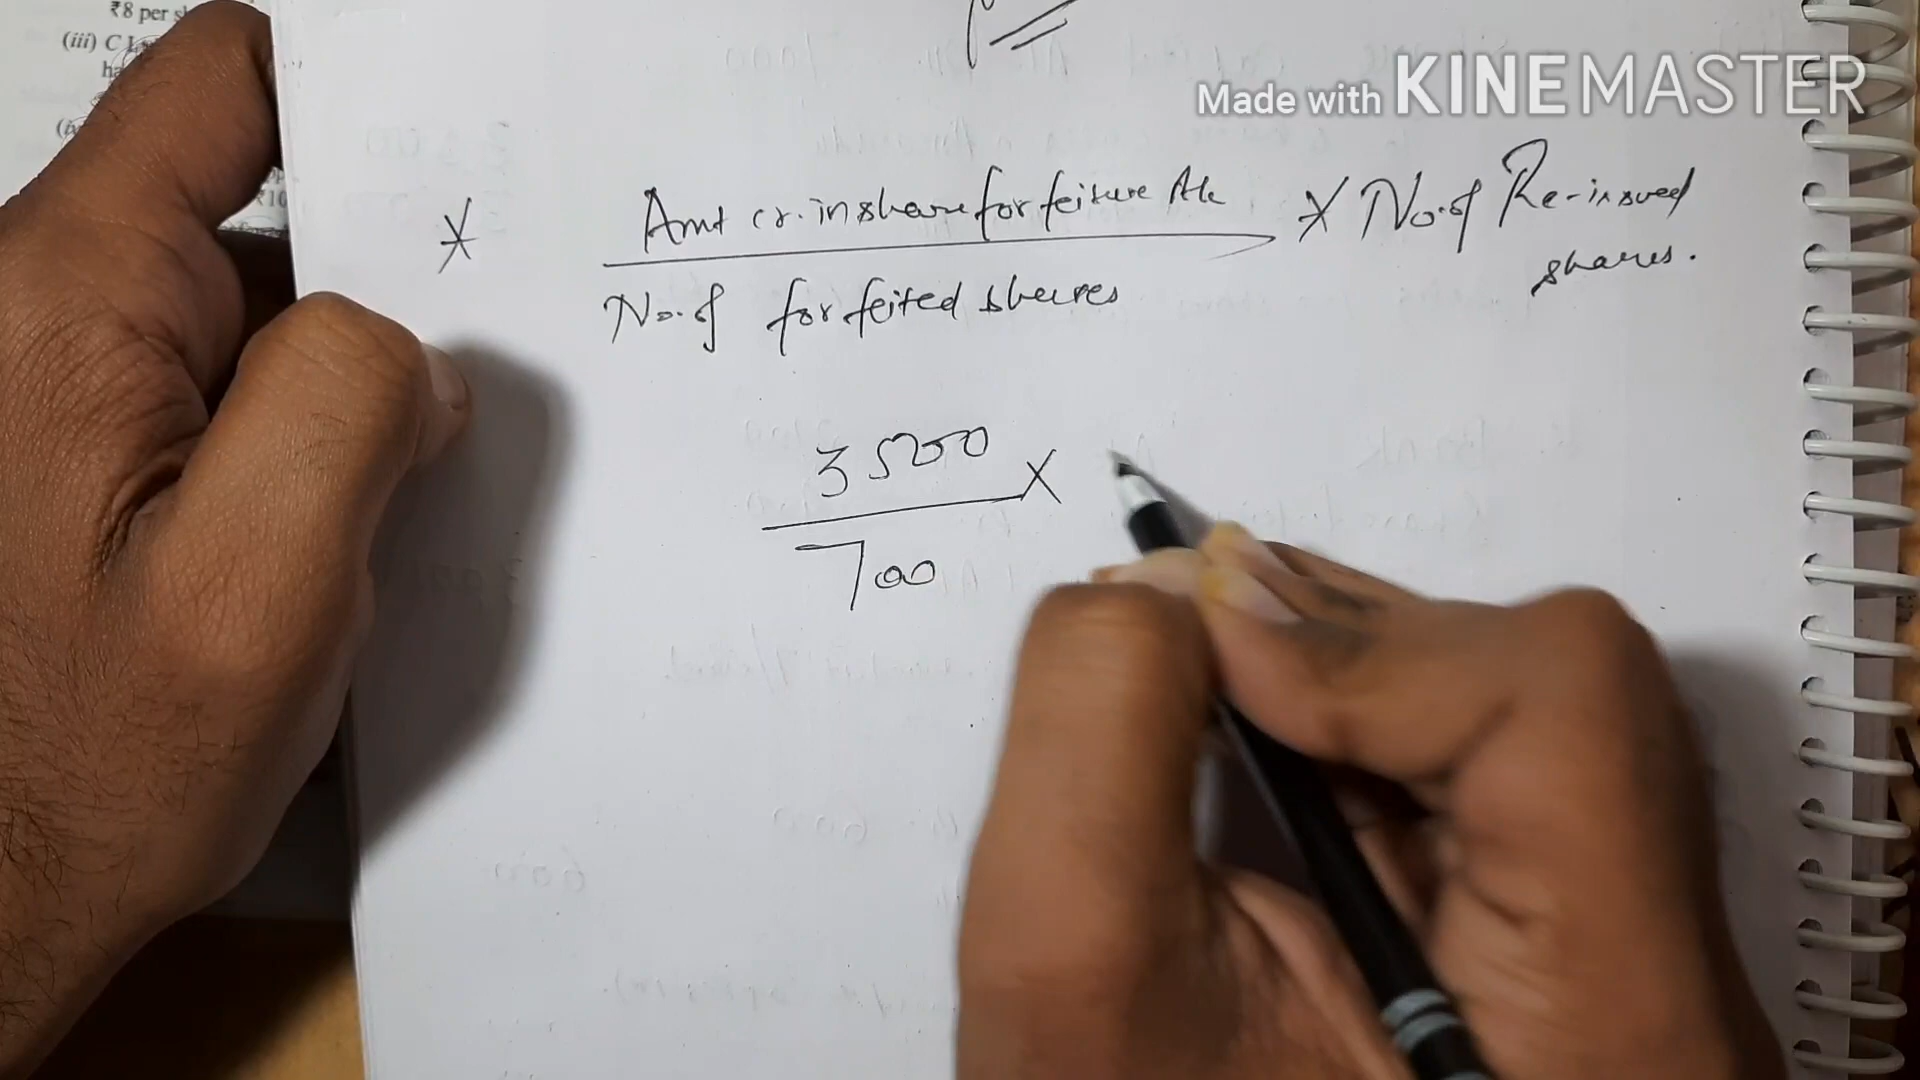 ₹8 per
(iii) C L
Made with KINEMASTER
* Amt cr. in share forfeiture A/c * No. of Re-issued
No. of forfeited shares shares.
3500 X
700